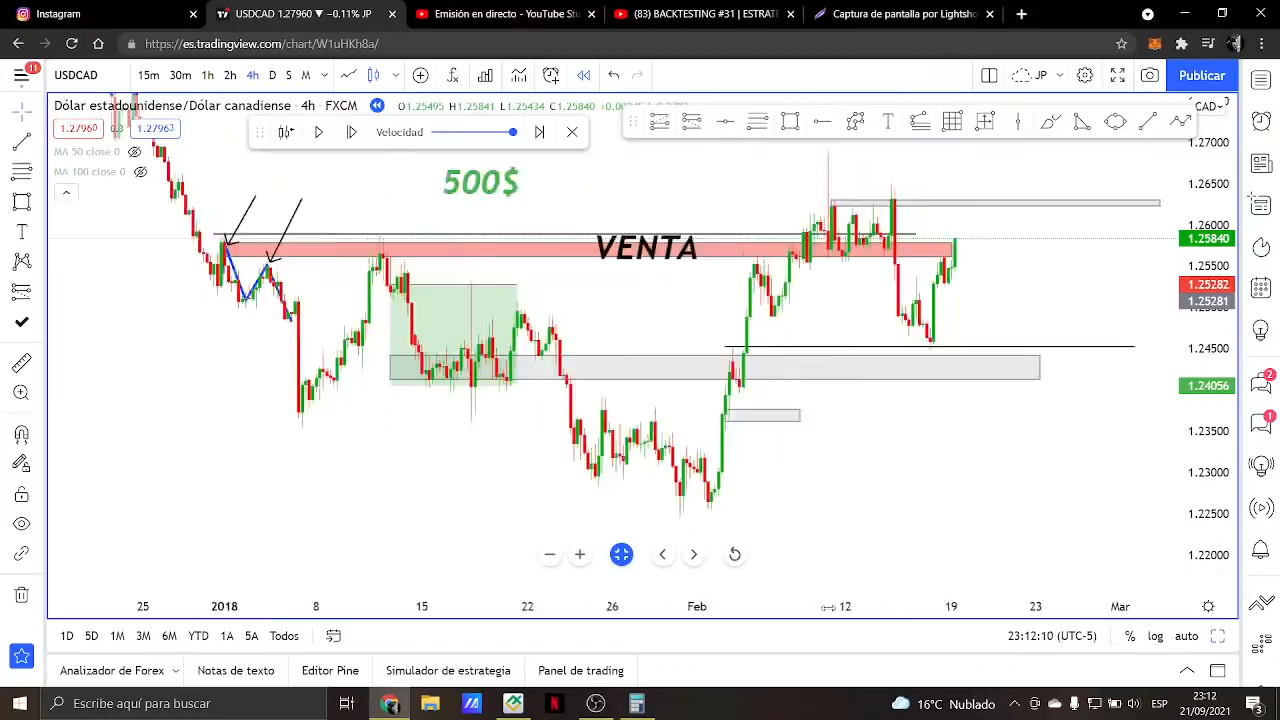 Instagram
USDCAD 1.27960 ▼ −0.11% JP
Emisión en directo - YouTube Stu
(83) BACKTESTING #31 | ESTRATE
Captura de pantalla por Lightsho
https://es.tradingview.com/chart/W1uHKh8a/
11
USDCAD
15m 30m 1h 2h 4h D S M
JP
Publicar
Dólar estadounidense/Dólar canadiense · 4h · FXCM
O1.25495 H1.25841 L1.25434 C1.25840
CAD
1.27960
0.3
1.27963
Velocidad
MA 50 close 0
MA 100 close 0
500$
VENTA
1.27000
1.26500
1.26000
1.25840
1.25500
1.25282
1.25281
1.24500
1.24056
1.23500
1.23000
1.22500
1.22000
2
1
25 2018 8 15 22 26 Feb 12 19 23 Mar
1D 5D 1M 3M 6M YTD 1A 5A Todos
23:12:10 (UTC-5) % log auto
Analizador de Forex Notas de texto Editor Pine Simulador de estrategia Panel de trading
Escribe aquí para buscar
16°C Nublado
ESP
23:12
21/09/2021